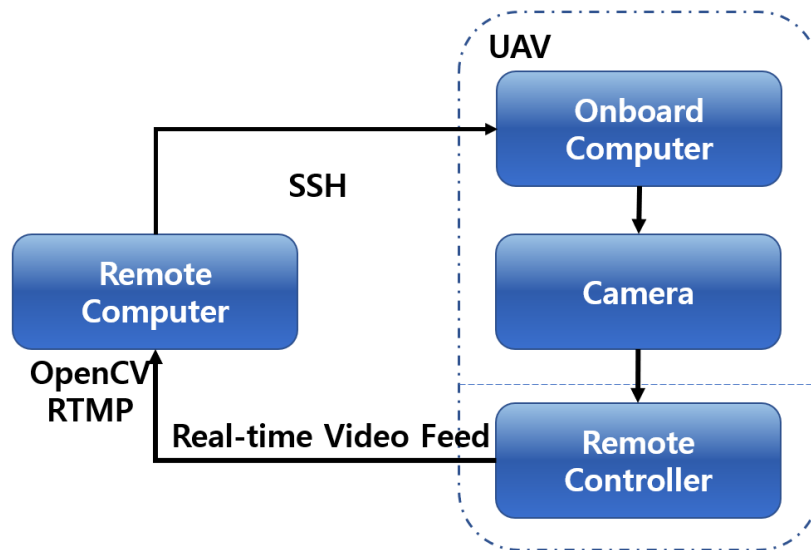 UAV
Onboard
Computer
SSH
Remote
Computer
Camera
OpenCV
RTMP
Real-time Video Feed
Remote
Controller